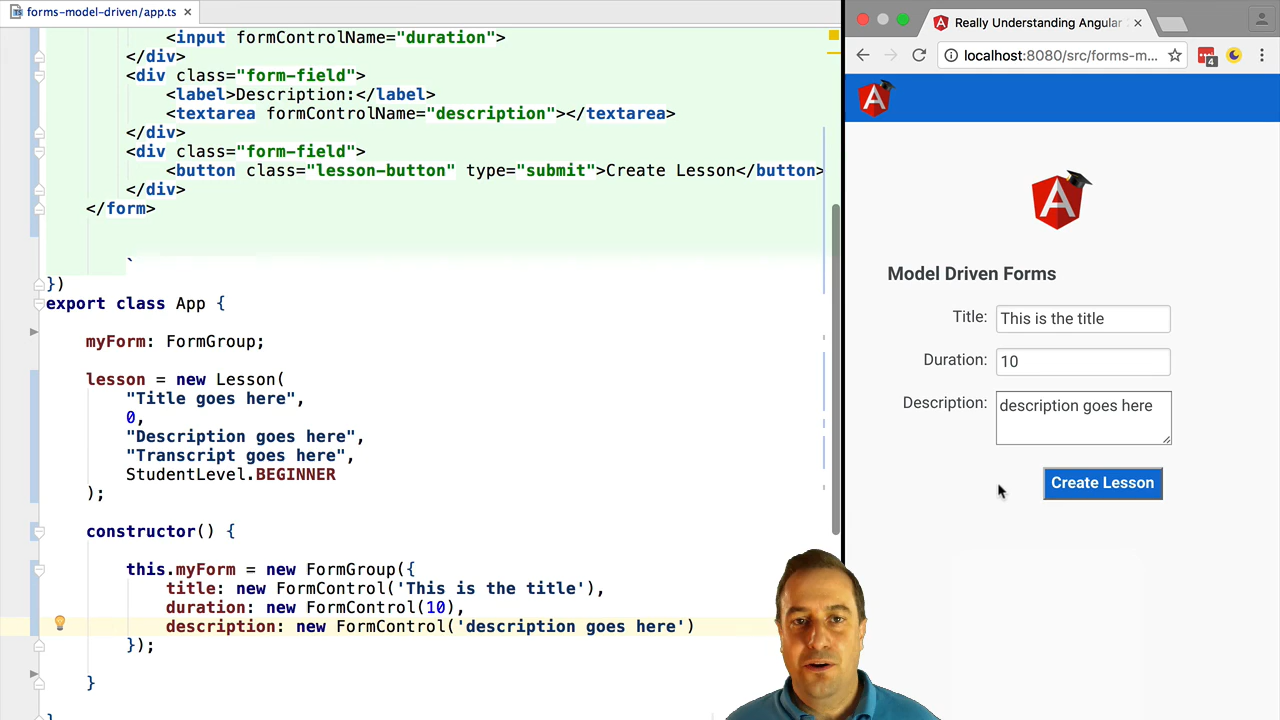 forms-model-driven/app.ts
<input formControlName="duration">
</div>
<div class="form-field">
<label>Description:</label>
<textarea formControlName="description"></textarea>
</div>
<div class="form-field">
<button class="lesson-button" type="submit">Create Lesson</button>
</div>
</form>
`
})
export class App {
myForm: FormGroup;
lesson = new Lesson(
"Title goes here",
0,
"Description goes here",
"Transcript goes here",
StudentLevel.BEGINNER
);
constructor() {
this.myForm = new FormGroup({
title: new FormControl('This is the title'),
duration: new FormControl(10),
description: new FormControl('description goes here')
});
}
Really Understanding Angular
localhost:8080/src/forms-m...
4
A
A
Model Driven Forms
Title: This is the title
Duration: 10
Description: description goes here
Create Lesson